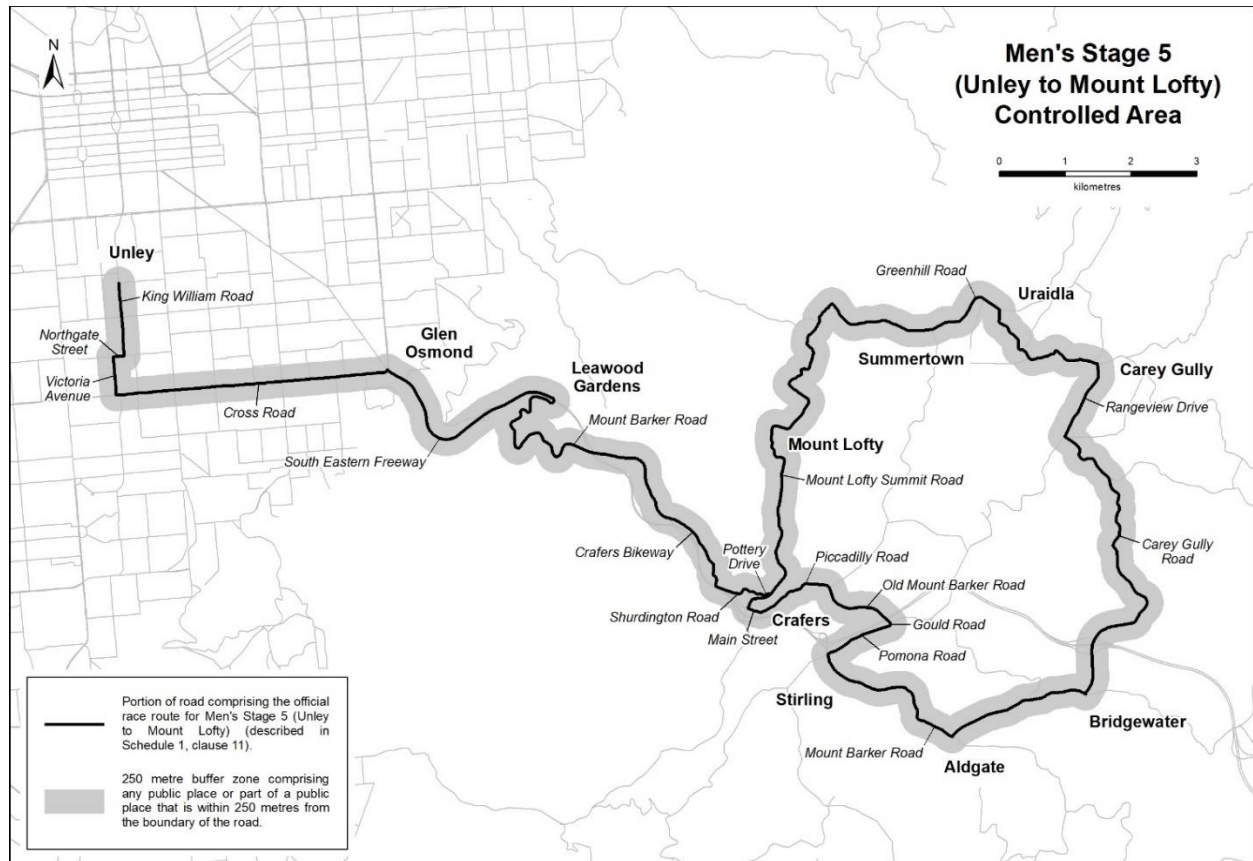 N
Men's Stage 5
(Unley to Mount Lofty)
Controlled Area
0 1 2 3
kilometres
Unley
King William Road
Northgate
Street
Victoria
Avenue
Cross Road
Glen
Osmond
South Eastern Freeway
Leawood
Gardens
Mount Barker Road
Crafers Bikeway
Greenhill Road
Uraidla
Summertown
Carey Gully
Rangeview Drive
Mount Lofty
Mount Lofty Summit Road
Carey Gully
Road
Pottery
Drive
Piccadilly Road
Old Mount Barker Road
Shurdington Road
Crafers
Gould Road
Main Street
Pomona Road
Stirling
Bridgewater
Mount Barker Road
Aldgate
Portion of road comprising the official
race route for Men's Stage 5 (Unley
to Mount Lofty) (described in
Schedule 1, clause 11).
250 metre buffer zone comprising
any public place or part of a public
place that is within 250 metres from
the boundary of the road.